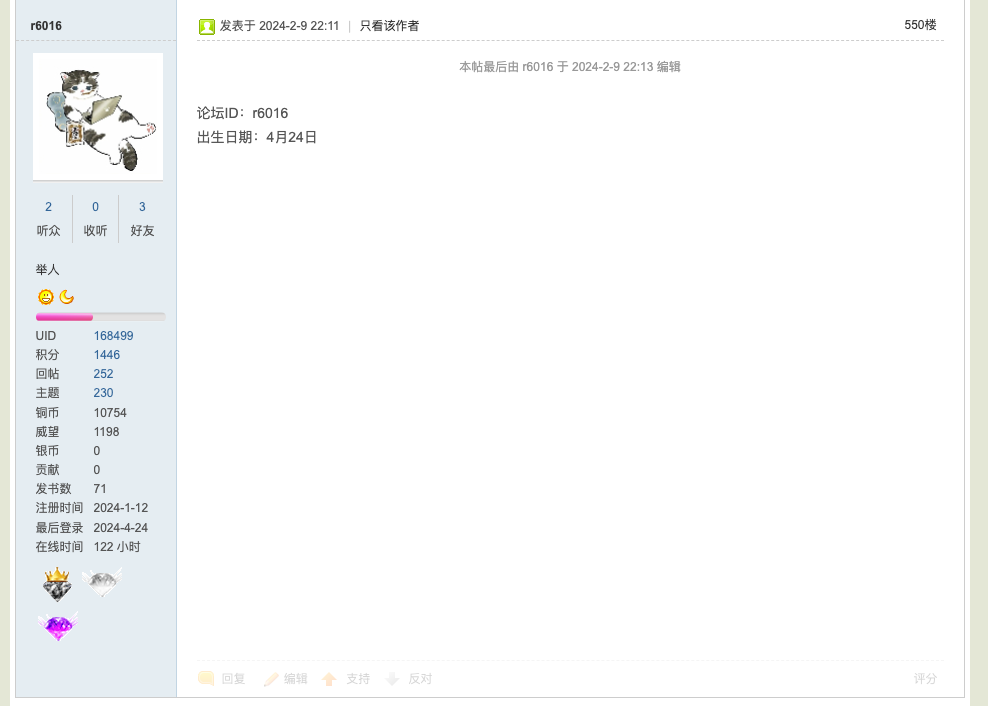 r6016
发表于 2024-2-9 22:11 | 只看该作者
550楼
本帖最后由 r6016 于 2024-2-9 22:13 编辑
论坛ID：r6016
出生日期：4月24日
2 0 3
听众 收听 好友
举人
UID 168499
积分 1446
回帖 252
主题 230
铜币 10754
威望 1198
银币 0
贡献 0
发书数 71
注册时间 2024-1-12
最后登录 2024-4-24
在线时间 122 小时
回复 编辑 支持 反对 评分